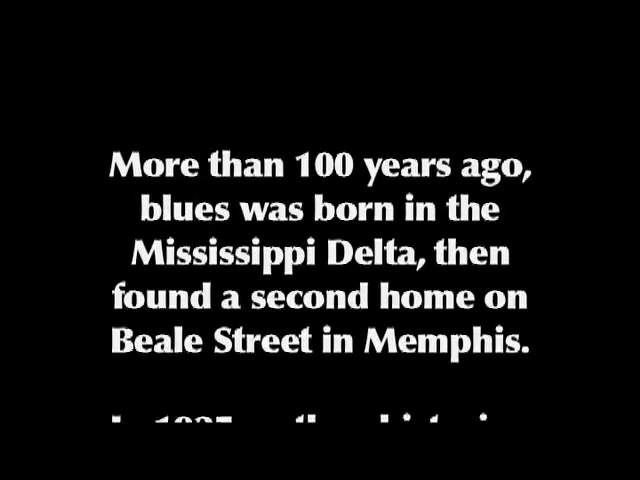 More than 100 years ago,
blues was born in the
Mississippi Delta, then
found a second home on
Beale Street in Memphis.
In